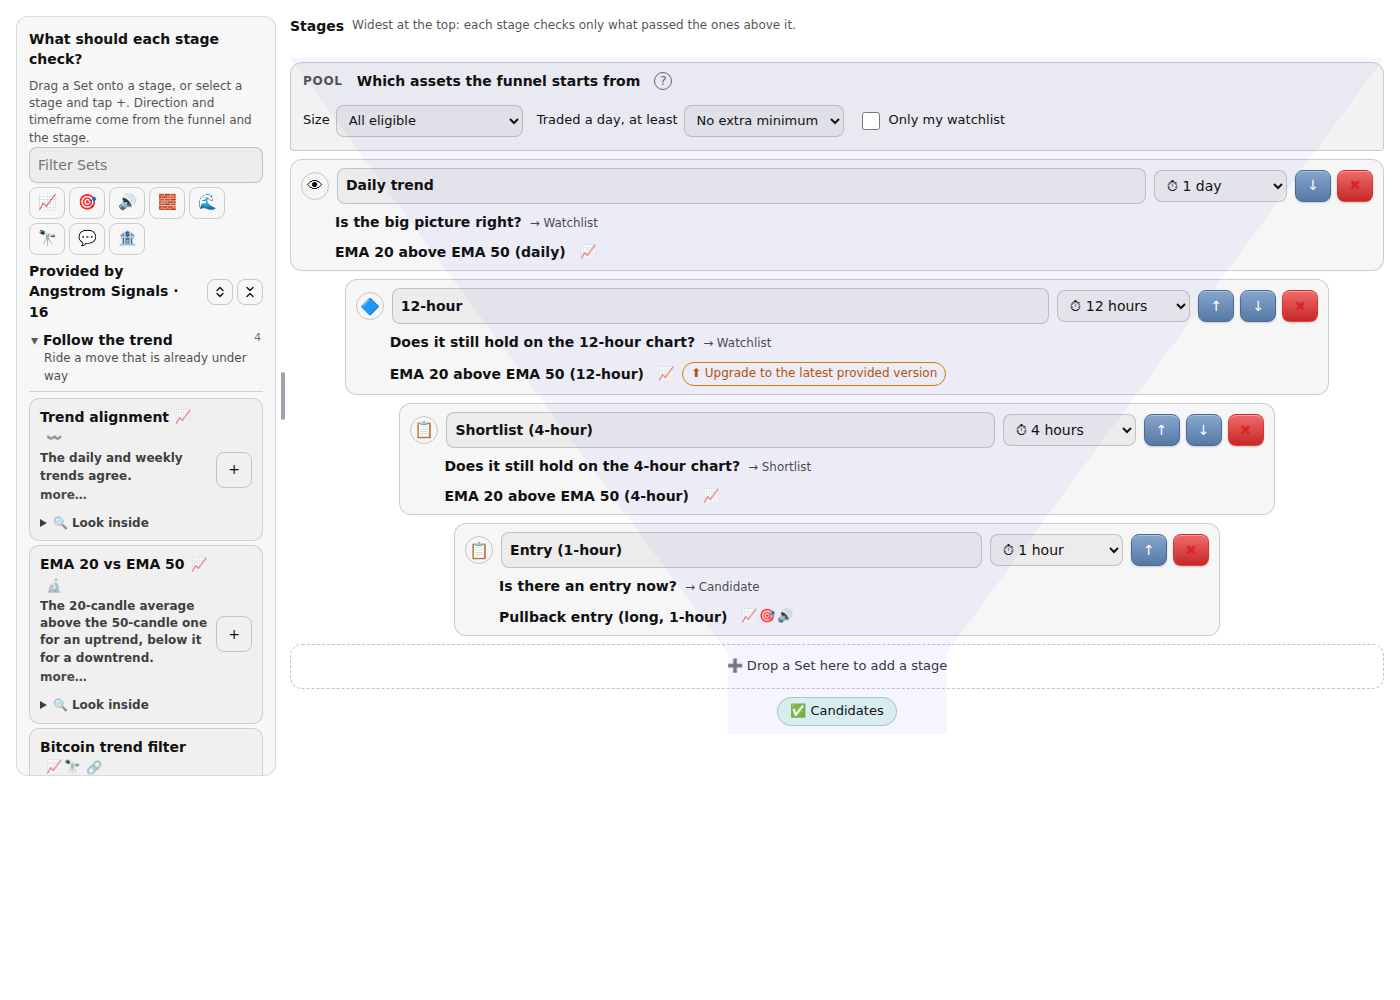 What should each stage
check?
Drag a Set onto a stage, or select a
stage and tap +. Direction and
timeframe come from the funnel and
the stage.
Filter Sets
Provided by
Angstrom Signals ·
16
▾ Follow the trend 4
Ride a move that is already under
way
Trend alignment
The daily and weekly
trends agree.
more…
+
▶ Look inside
EMA 20 vs EMA 50
The 20-candle average
above the 50-candle one
for an uptrend, below it
for a downtrend.
more…
+
▶ Look inside
Bitcoin trend filter
Stages Widest at the top: each stage checks only what passed the ones above it.
POOL Which assets the funnel starts from ?
Size All eligible Traded a day, at least No extra minimum Only my watchlist
Daily trend ⏱ 1 day ↓ ✖
Is the big picture right? → Watchlist
EMA 20 above EMA 50 (daily)
12-hour ⏱ 12 hours ↑ ↓ ✖
Does it still hold on the 12-hour chart? → Watchlist
EMA 20 above EMA 50 (12-hour) ⬆ Upgrade to the latest provided version
Shortlist (4-hour) ⏱ 4 hours ↑ ↓ ✖
Does it still hold on the 4-hour chart? → Shortlist
EMA 20 above EMA 50 (4-hour)
Entry (1-hour) ⏱ 1 hour ↑ ✖
Is there an entry now? → Candidate
Pullback entry (long, 1-hour)
➕ Drop a Set here to add a stage
✅ Candidates